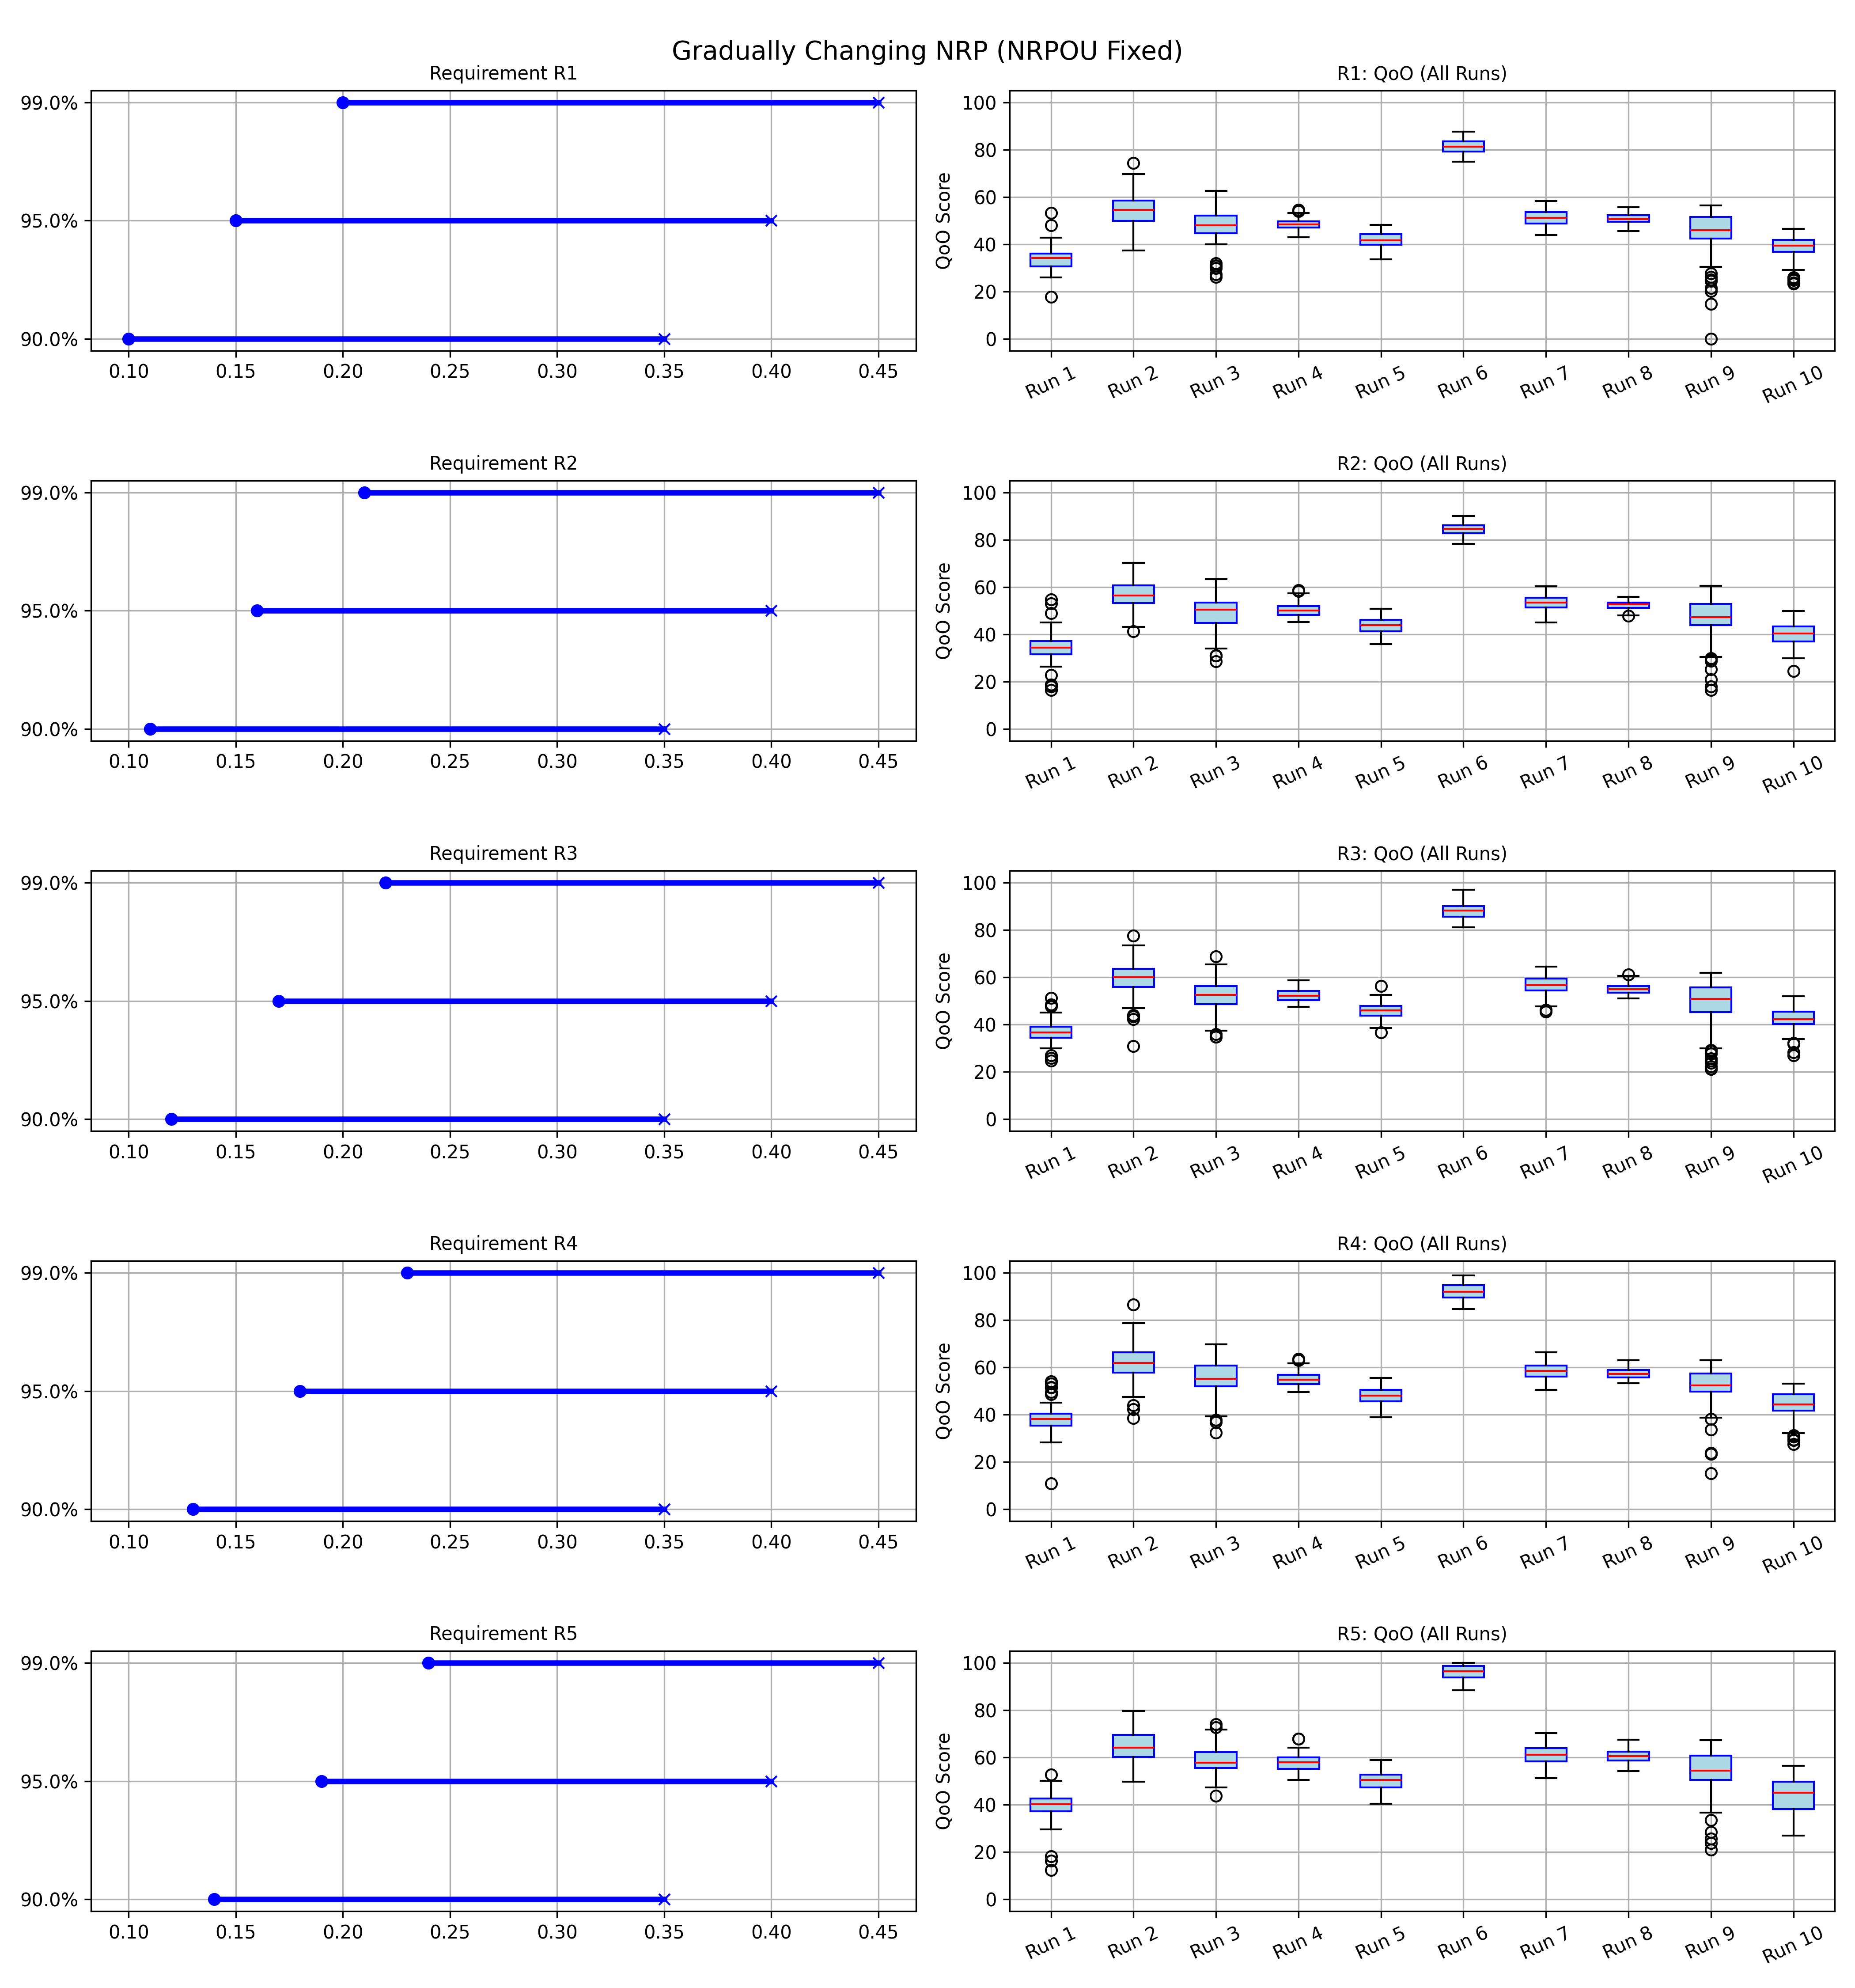 Gradually Changing NRP (NRPOU Fixed)
Requirement R1
99.0%
95.0%
90.0%
0.10 0.15 0.20 0.25 0.30 0.35 0.40 0.45
R1: QoO (All Runs)
QoO Score
100
80
60
40
20
0
Run 1 Run 2 Run 3 Run 4 Run 5 Run 6 Run 7 Run 8 Run 9 Run 10
Requirement R2
99.0%
95.0%
90.0%
0.10 0.15 0.20 0.25 0.30 0.35 0.40 0.45
R2: QoO (All Runs)
QoO Score
100
80
60
40
20
0
Run 1 Run 2 Run 3 Run 4 Run 5 Run 6 Run 7 Run 8 Run 9 Run 10
Requirement R3
99.0%
95.0%
90.0%
0.10 0.15 0.20 0.25 0.30 0.35 0.40 0.45
R3: QoO (All Runs)
QoO Score
100
80
60
40
20
0
Run 1 Run 2 Run 3 Run 4 Run 5 Run 6 Run 7 Run 8 Run 9 Run 10
Requirement R4
99.0%
95.0%
90.0%
0.10 0.15 0.20 0.25 0.30 0.35 0.40 0.45
R4: QoO (All Runs)
QoO Score
100
80
60
40
20
0
Run 1 Run 2 Run 3 Run 4 Run 5 Run 6 Run 7 Run 8 Run 9 Run 10
Requirement R5
99.0%
95.0%
90.0%
0.10 0.15 0.20 0.25 0.30 0.35 0.40 0.45
R5: QoO (All Runs)
QoO Score
100
80
60
40
20
0
Run 1 Run 2 Run 3 Run 4 Run 5 Run 6 Run 7 Run 8 Run 9 Run 10